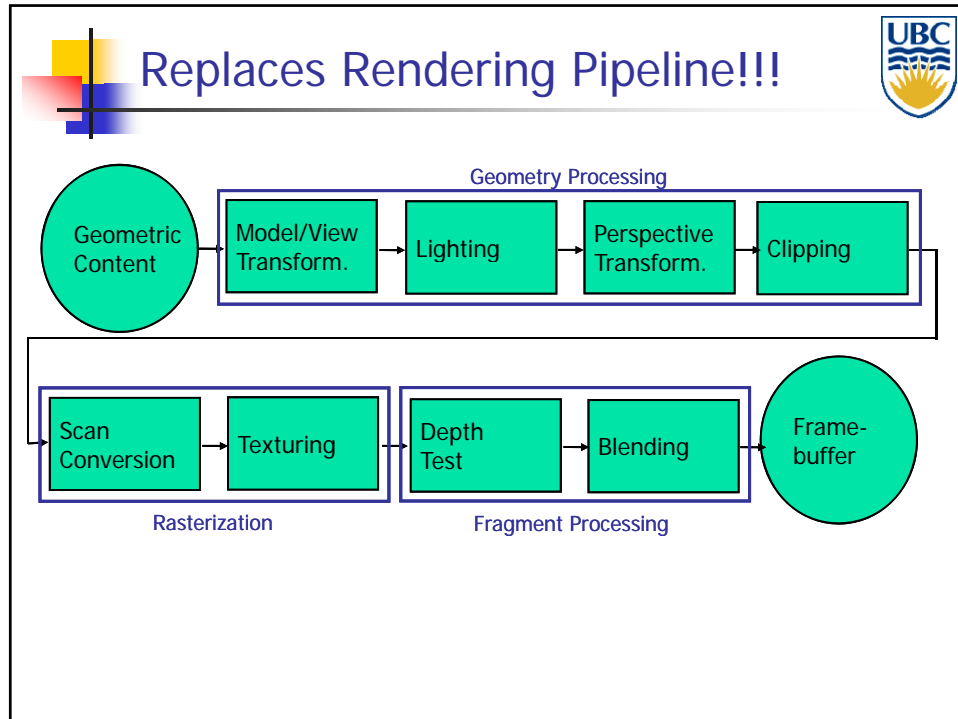 Replaces Rendering Pipeline!!!
UBC
Geometry Processing
Geometric
Content
Model/View
Transform.
Lighting
Perspective
Transform.
Clipping
Scan
Conversion
Texturing
Depth
Test
Blending
Frame-
buffer
Rasterization
Fragment Processing